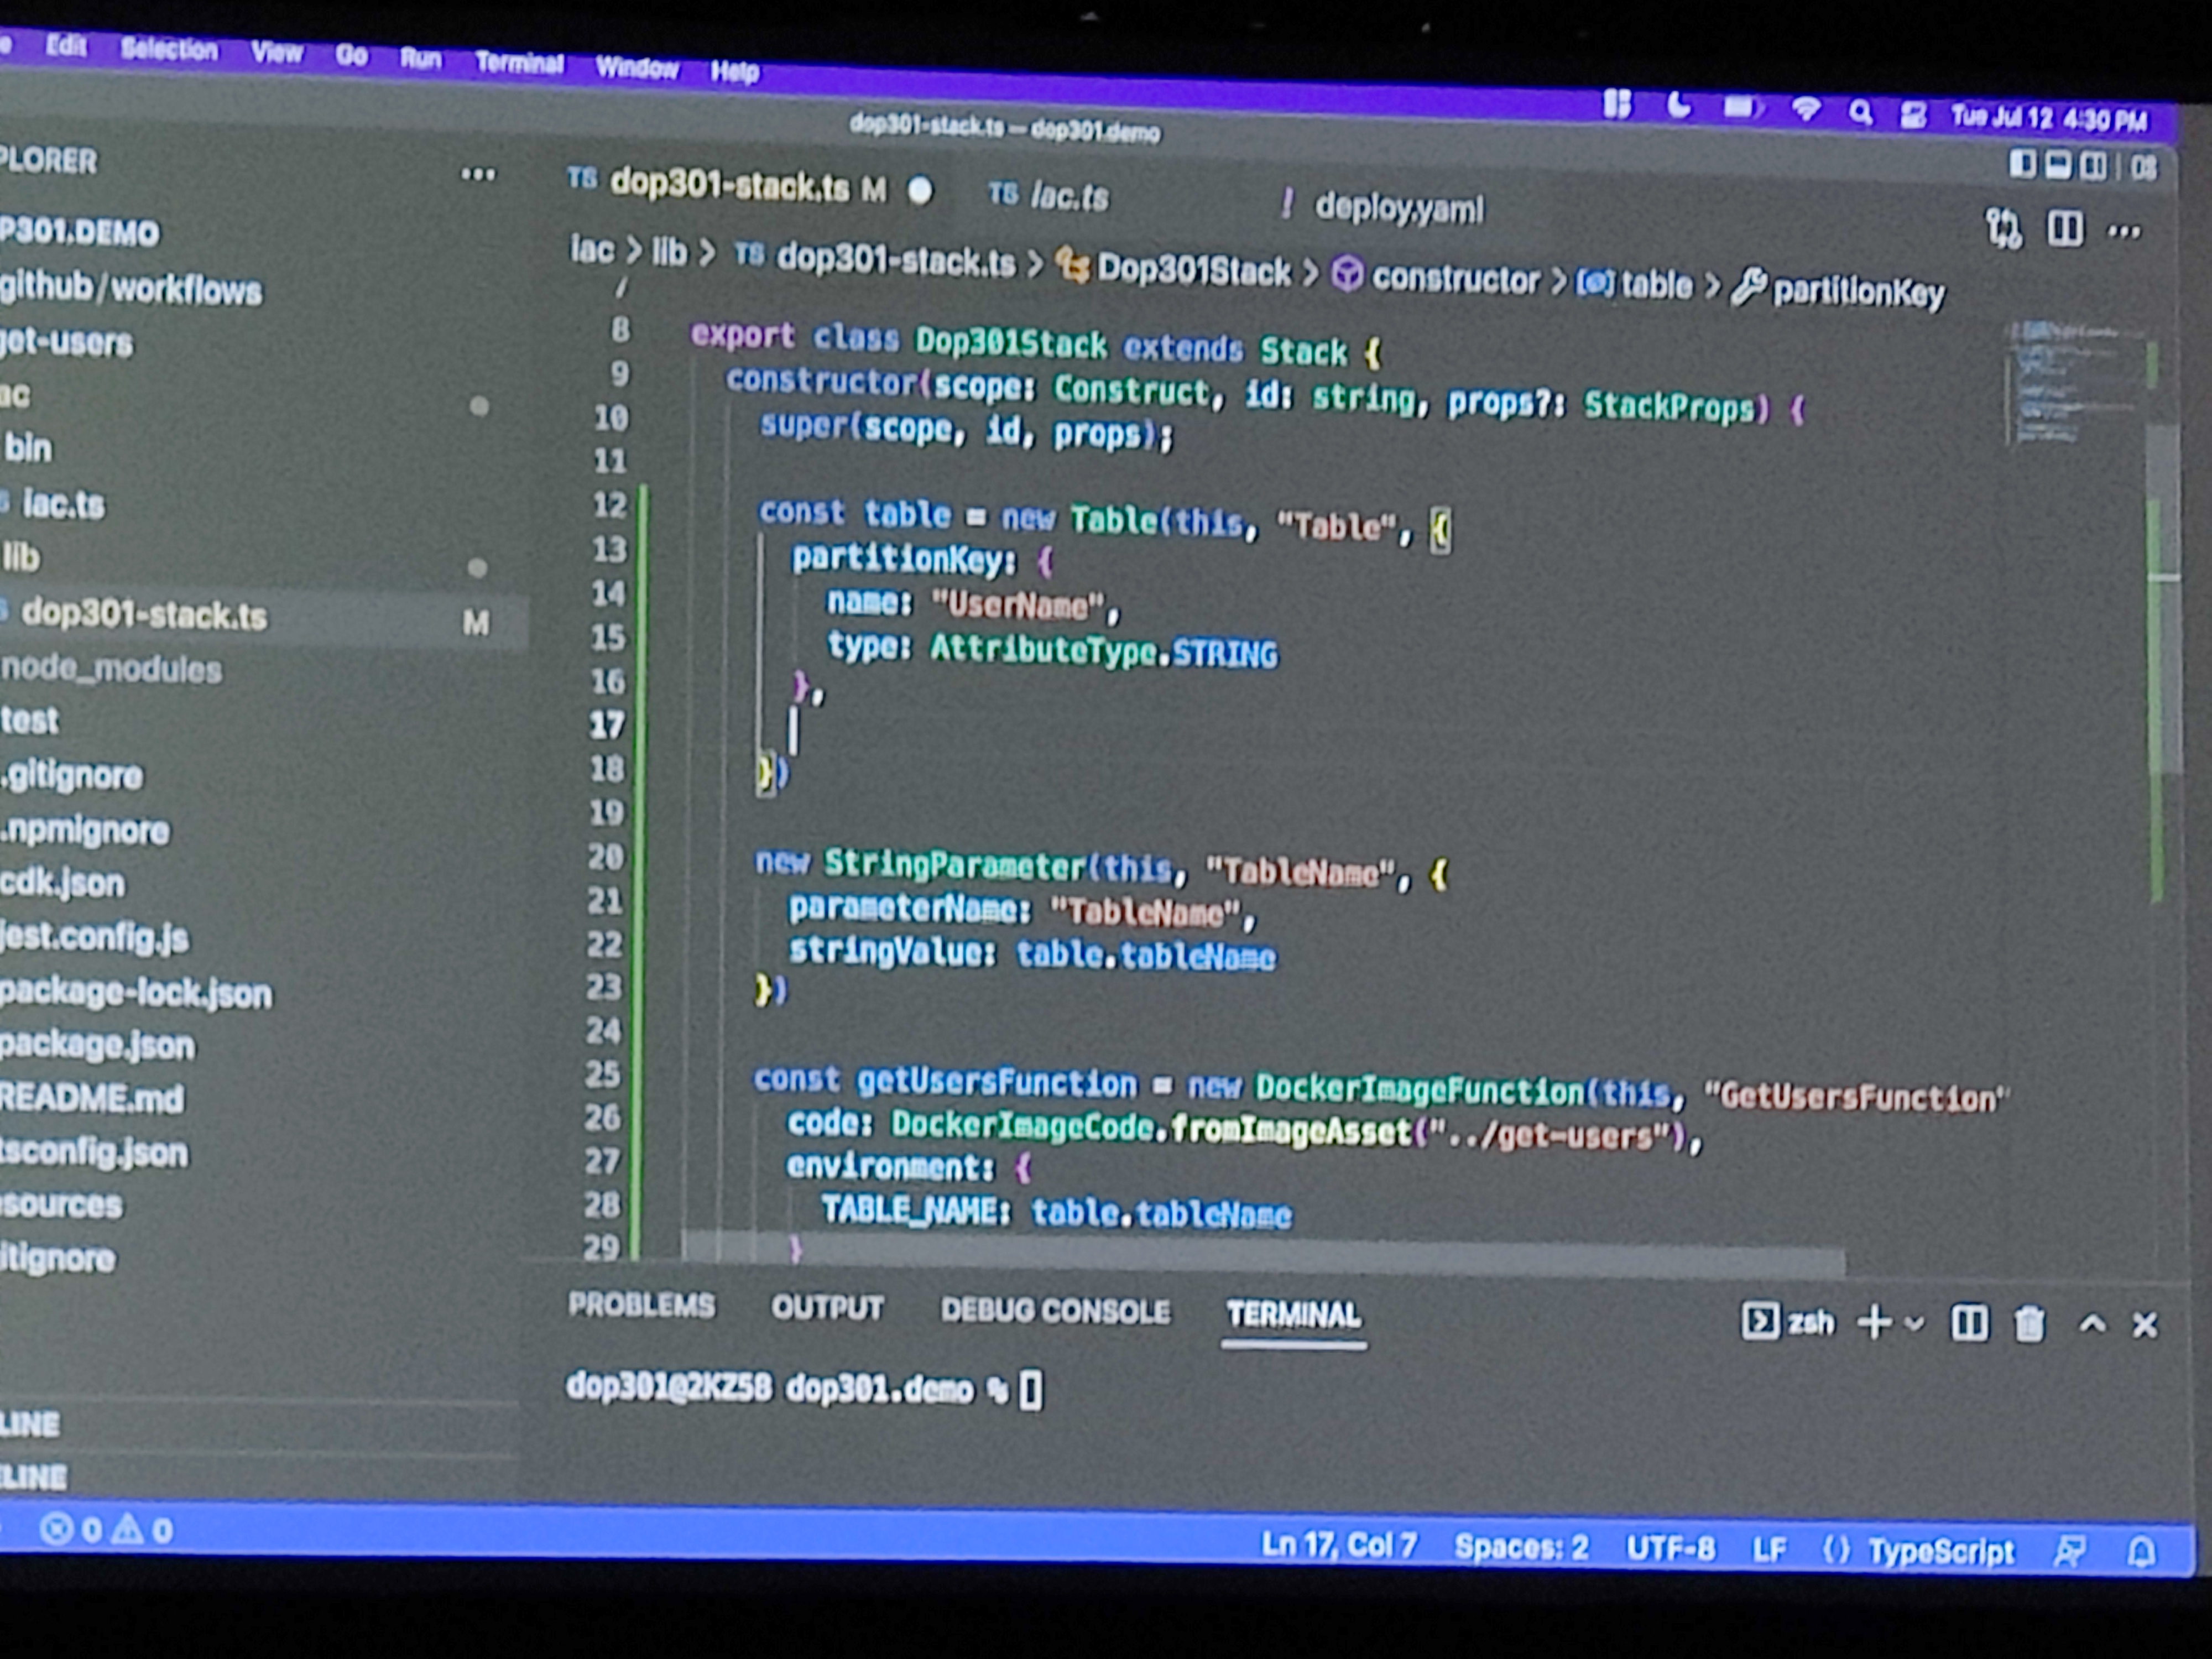 Edit Selection View Go Run Terminal Window Help
Tue Jul 12 4:30 PM
dop301-stack.ts — dop301.demo
PLORER ...
TS dop301-stack.ts M TS iac.ts ! deploy.yaml
P301.DEMO
iac > lib > TS dop301-stack.ts > Dop301Stack > constructor > table > partitionKey
github/workflows
get-users
ac
bin
iac.ts
lib
dop301-stack.ts M
node_modules
test
.gitignore
.npmignore
cdk.json
jest.config.js
package-lock.json
package.json
README.md
tsconfig.json
sources
itignore
LINE
ELINE
7
8 export class Dop301Stack extends Stack {
9 constructor(scope: Construct, id: string, props?: StackProps) {
10 super(scope, id, props);
11
12 const table = new Table(this, "Table", {
13 partitionKey: {
14 name: "UserName",
15 type: AttributeType.STRING
16 },
17
18 })
19
20 new StringParameter(this, "TableName", {
21 parameterName: "TableName",
22 stringValue: table.tableName
23 })
24
25 const getUsersFunction = new DockerImageFunction(this, "GetUsersFunction"
26 code: DockerImageCode.fromImageAsset("../get-users"),
27 environment: {
28 TABLE_NAME: table.tableName
29 }
PROBLEMS OUTPUT DEBUG CONSOLE TERMINAL zsh
dop301@2KZ58 dop301.demo %
0 0 Ln 17, Col 7 Spaces: 2 UTF-8 LF {} TypeScript